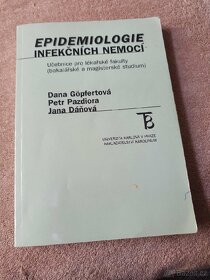 EPIDEMIOLOGIE
INFEKČNÍCH NEMOCÍ
Učebnice pro lékařské fakulty
(bakalářské a magisterské studium)
Dana Göpfertová
Petr Pazdiora
Jana Dáňová
UNIVERZITA KARLOVA V PRAZE
NAKLADATELSTVÍ KAROLINUM